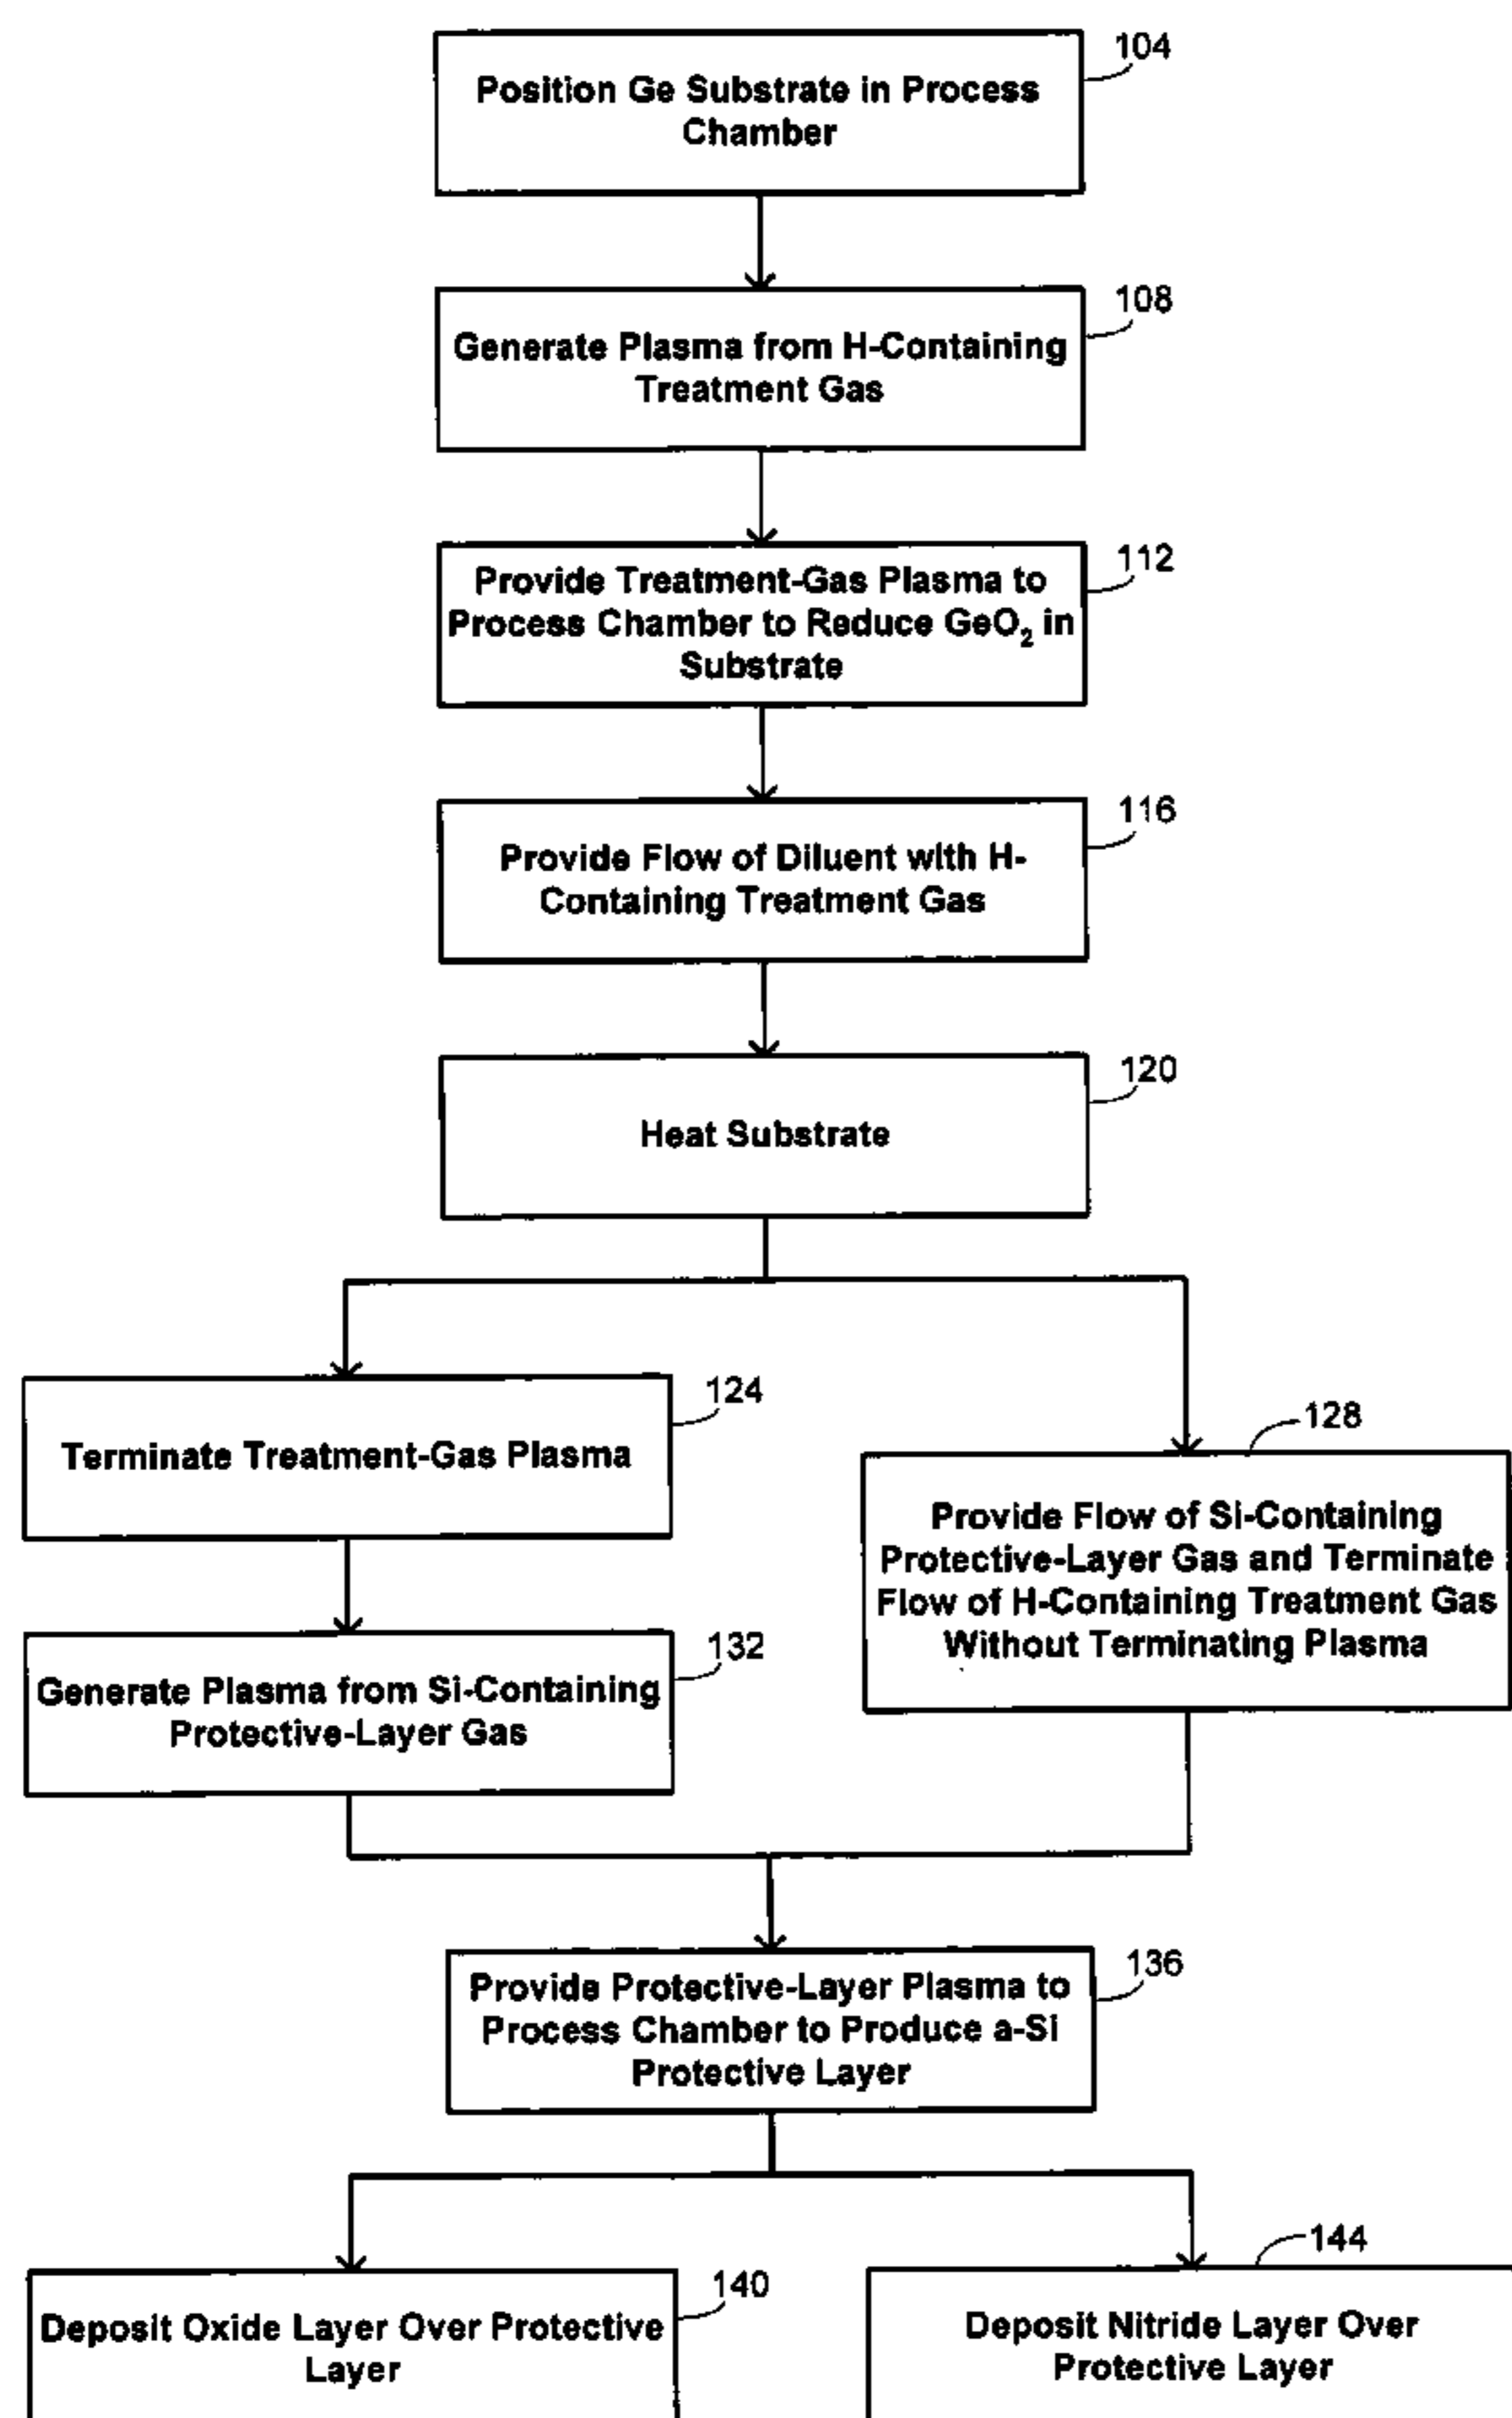 104
Position Ge Substrate in Process
Chamber
108
Generate Plasma from H-Containing
Treatment Gas
112
Provide Treatment-Gas Plasma to
Process Chamber to Reduce GeO₂ in
Substrate
116
Provide Flow of Diluent with H-
Containing Treatment Gas
120
Heat Substrate
124
Terminate Treatment-Gas Plasma
128
Provide Flow of Si-Containing
Protective-Layer Gas and Terminate
Flow of H-Containing Treatment Gas
Without Terminating Plasma
132
Generate Plasma from Si-Containing
Protective-Layer Gas
136
Provide Protective-Layer Plasma to
Process Chamber to Produce a-Si
Protective Layer
140
Deposit Oxide Layer Over Protective
Layer
144
Deposit Nitride Layer Over
Protective Layer